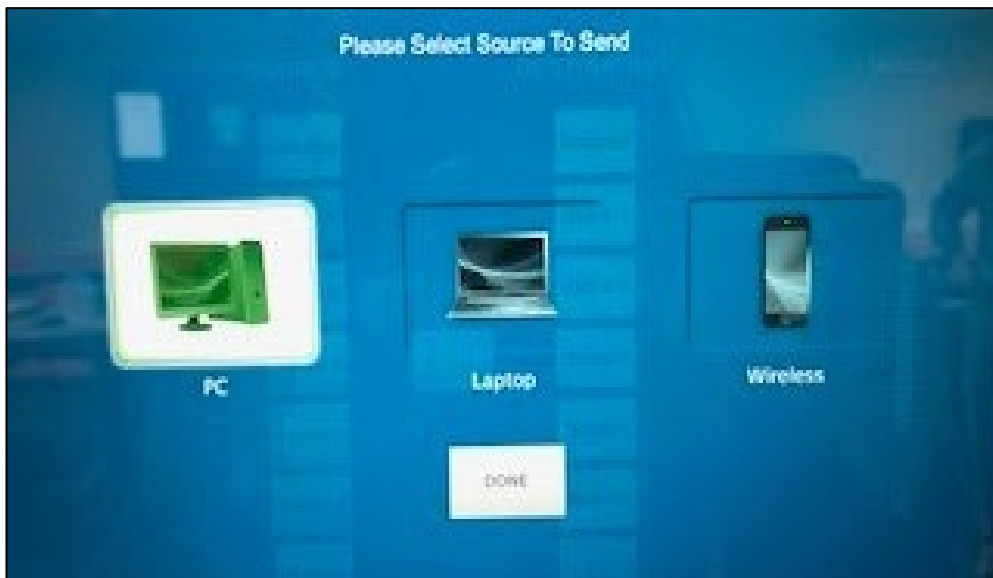 Please Select Source To Send
PC
Laptop
Wireless
DONE